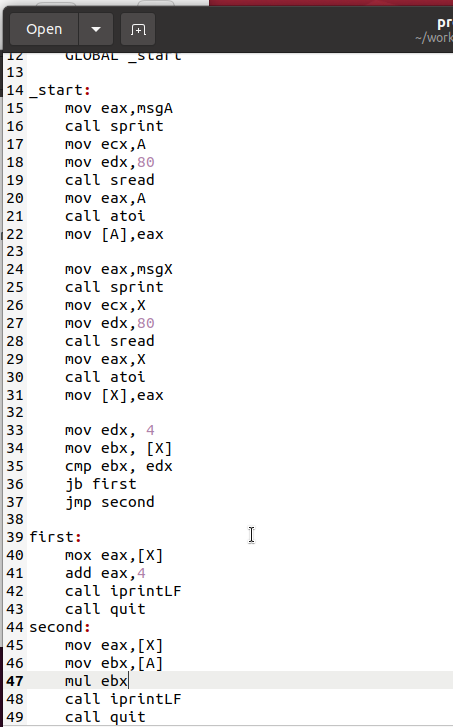 Open
pr
~/work
12 GLOBAL _start
13
14 _start:
15 mov eax,msgA
16 call sprint
17 mov ecx,A
18 mov edx,80
19 call sread
20 mov eax,A
21 call atoi
22 mov [A],eax
23
24 mov eax,msgX
25 call sprint
26 mov ecx,X
27 mov edx,80
28 call sread
29 mov eax,X
30 call atoi
31 mov [X],eax
32
33 mov edx, 4
34 mov ebx, [X]
35 cmp ebx, edx
36 jb first
37 jmp second
38
39 first:
40 mox eax,[X]
41 add eax,4
42 call iprintLF
43 call quit
44 second:
45 mov eax,[X]
46 mov ebx,[A]
47 mul ebx
48 call iprintLF
49 call quit